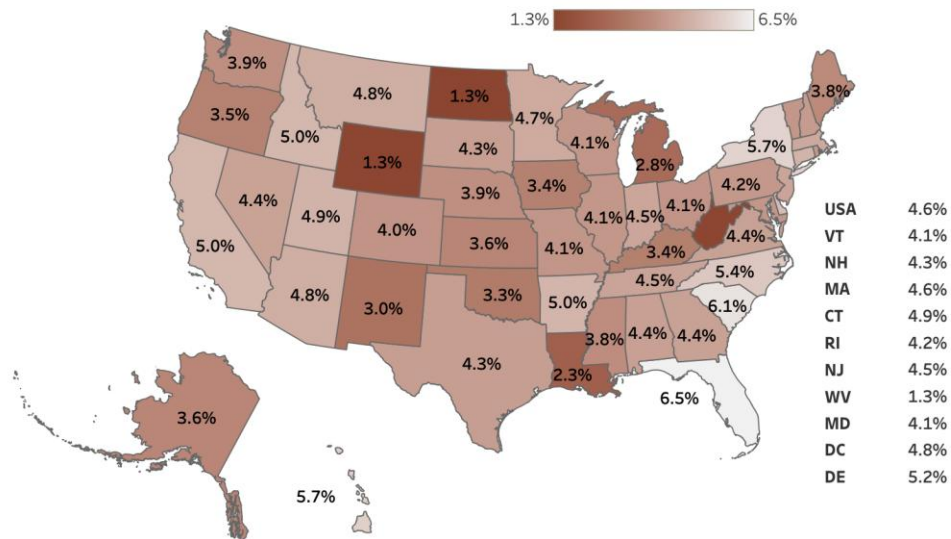 1.3% 6.5%
3.9%
3.8%
4.8% 1.3%
4.7%
3.5%
5.0%
4.1%
5.7%
1.3%
4.3%
2.8%
3.4%
4.2%
3.9%
4.4%
4.9%
4.1% 4.5% 4.1%
4.0%
5.0%
3.6%
4.1%
3.4%
4.4%
4.8%
3.0%
3.3%
5.0%
4.5%
5.4%
6.1%
3.8% 4.4% 4.4%
4.3%
2.3%
6.5%
3.6%
5.7%
USA 4.6%
VT 4.1%
NH 4.3%
MA 4.6%
CT 4.9%
RI 4.2%
NJ 4.5%
WV 1.3%
MD 4.1%
DC 4.8%
DE 5.2%